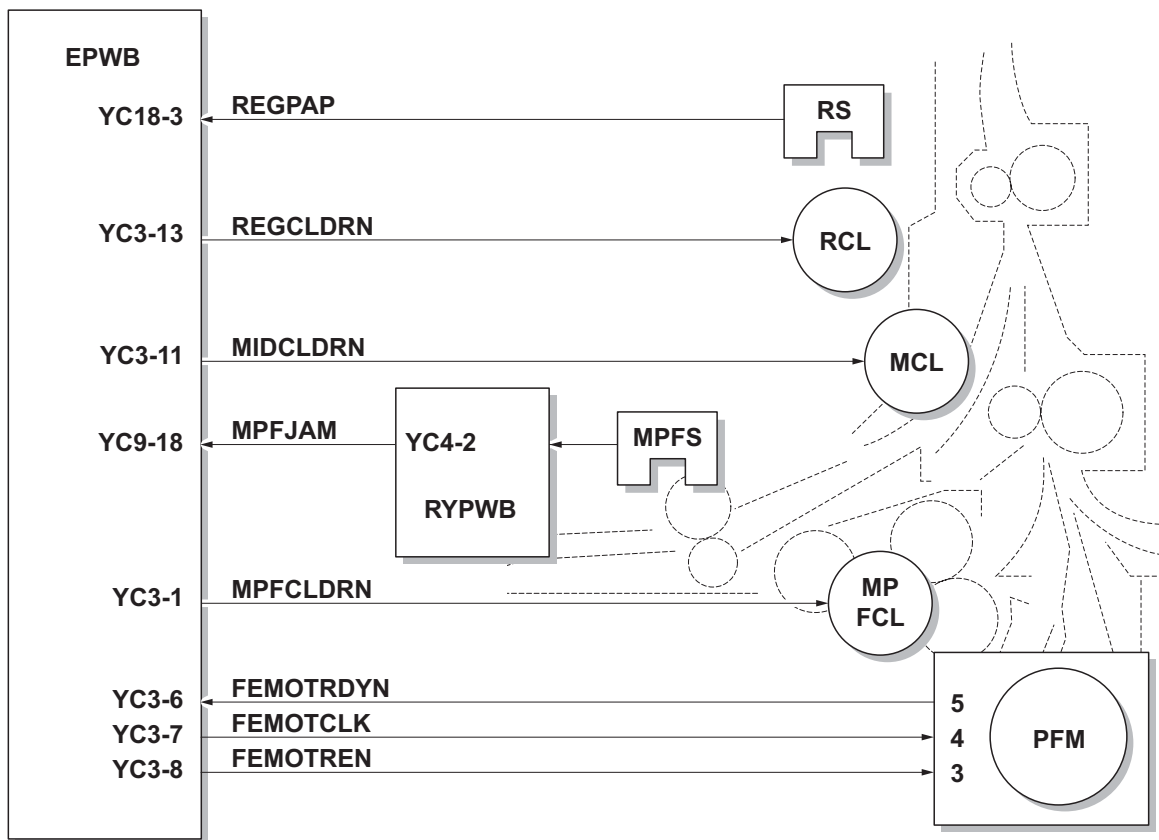 EPWB
YC18-3 REGPAP RS
YC3-13 REGCLDRN RCL
YC3-11 MIDCLDRN MCL
YC9-18 MPFJAM YC4-2 MPFS
RYPWB
YC3-1 MPFCLDRN MP
FCL
YC3-6 FEMOTRDYN 5
YC3-7 FEMOTCLK 4 PFM
YC3-8 FEMOTREN 3